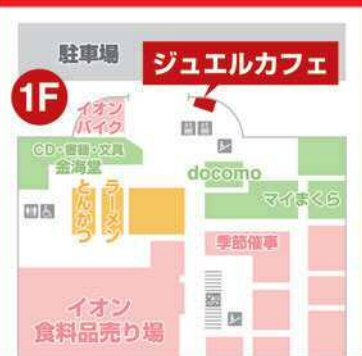 駐車場
ジュエルカフェ
1F
イオン
バイク
CD・書籍・文具
金海堂
docomo
とんかつ
ラーメン
マイまくら
季節催事
イオン
食料品売り場